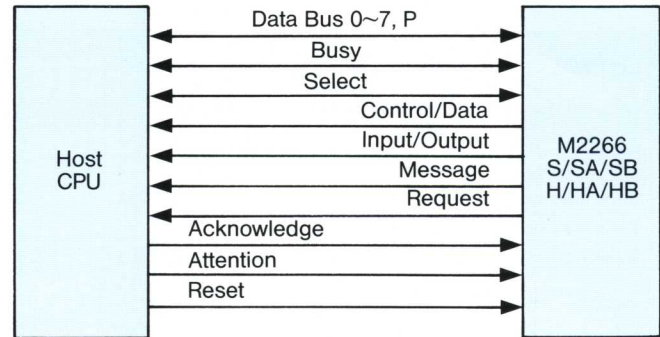 Data Bus 0~7, P
Busy
Select
Control/Data
Input/Output
Message
Request
Acknowledge
Attention
Reset
Host
CPU
M2266
S/SA/SB
H/HA/HB